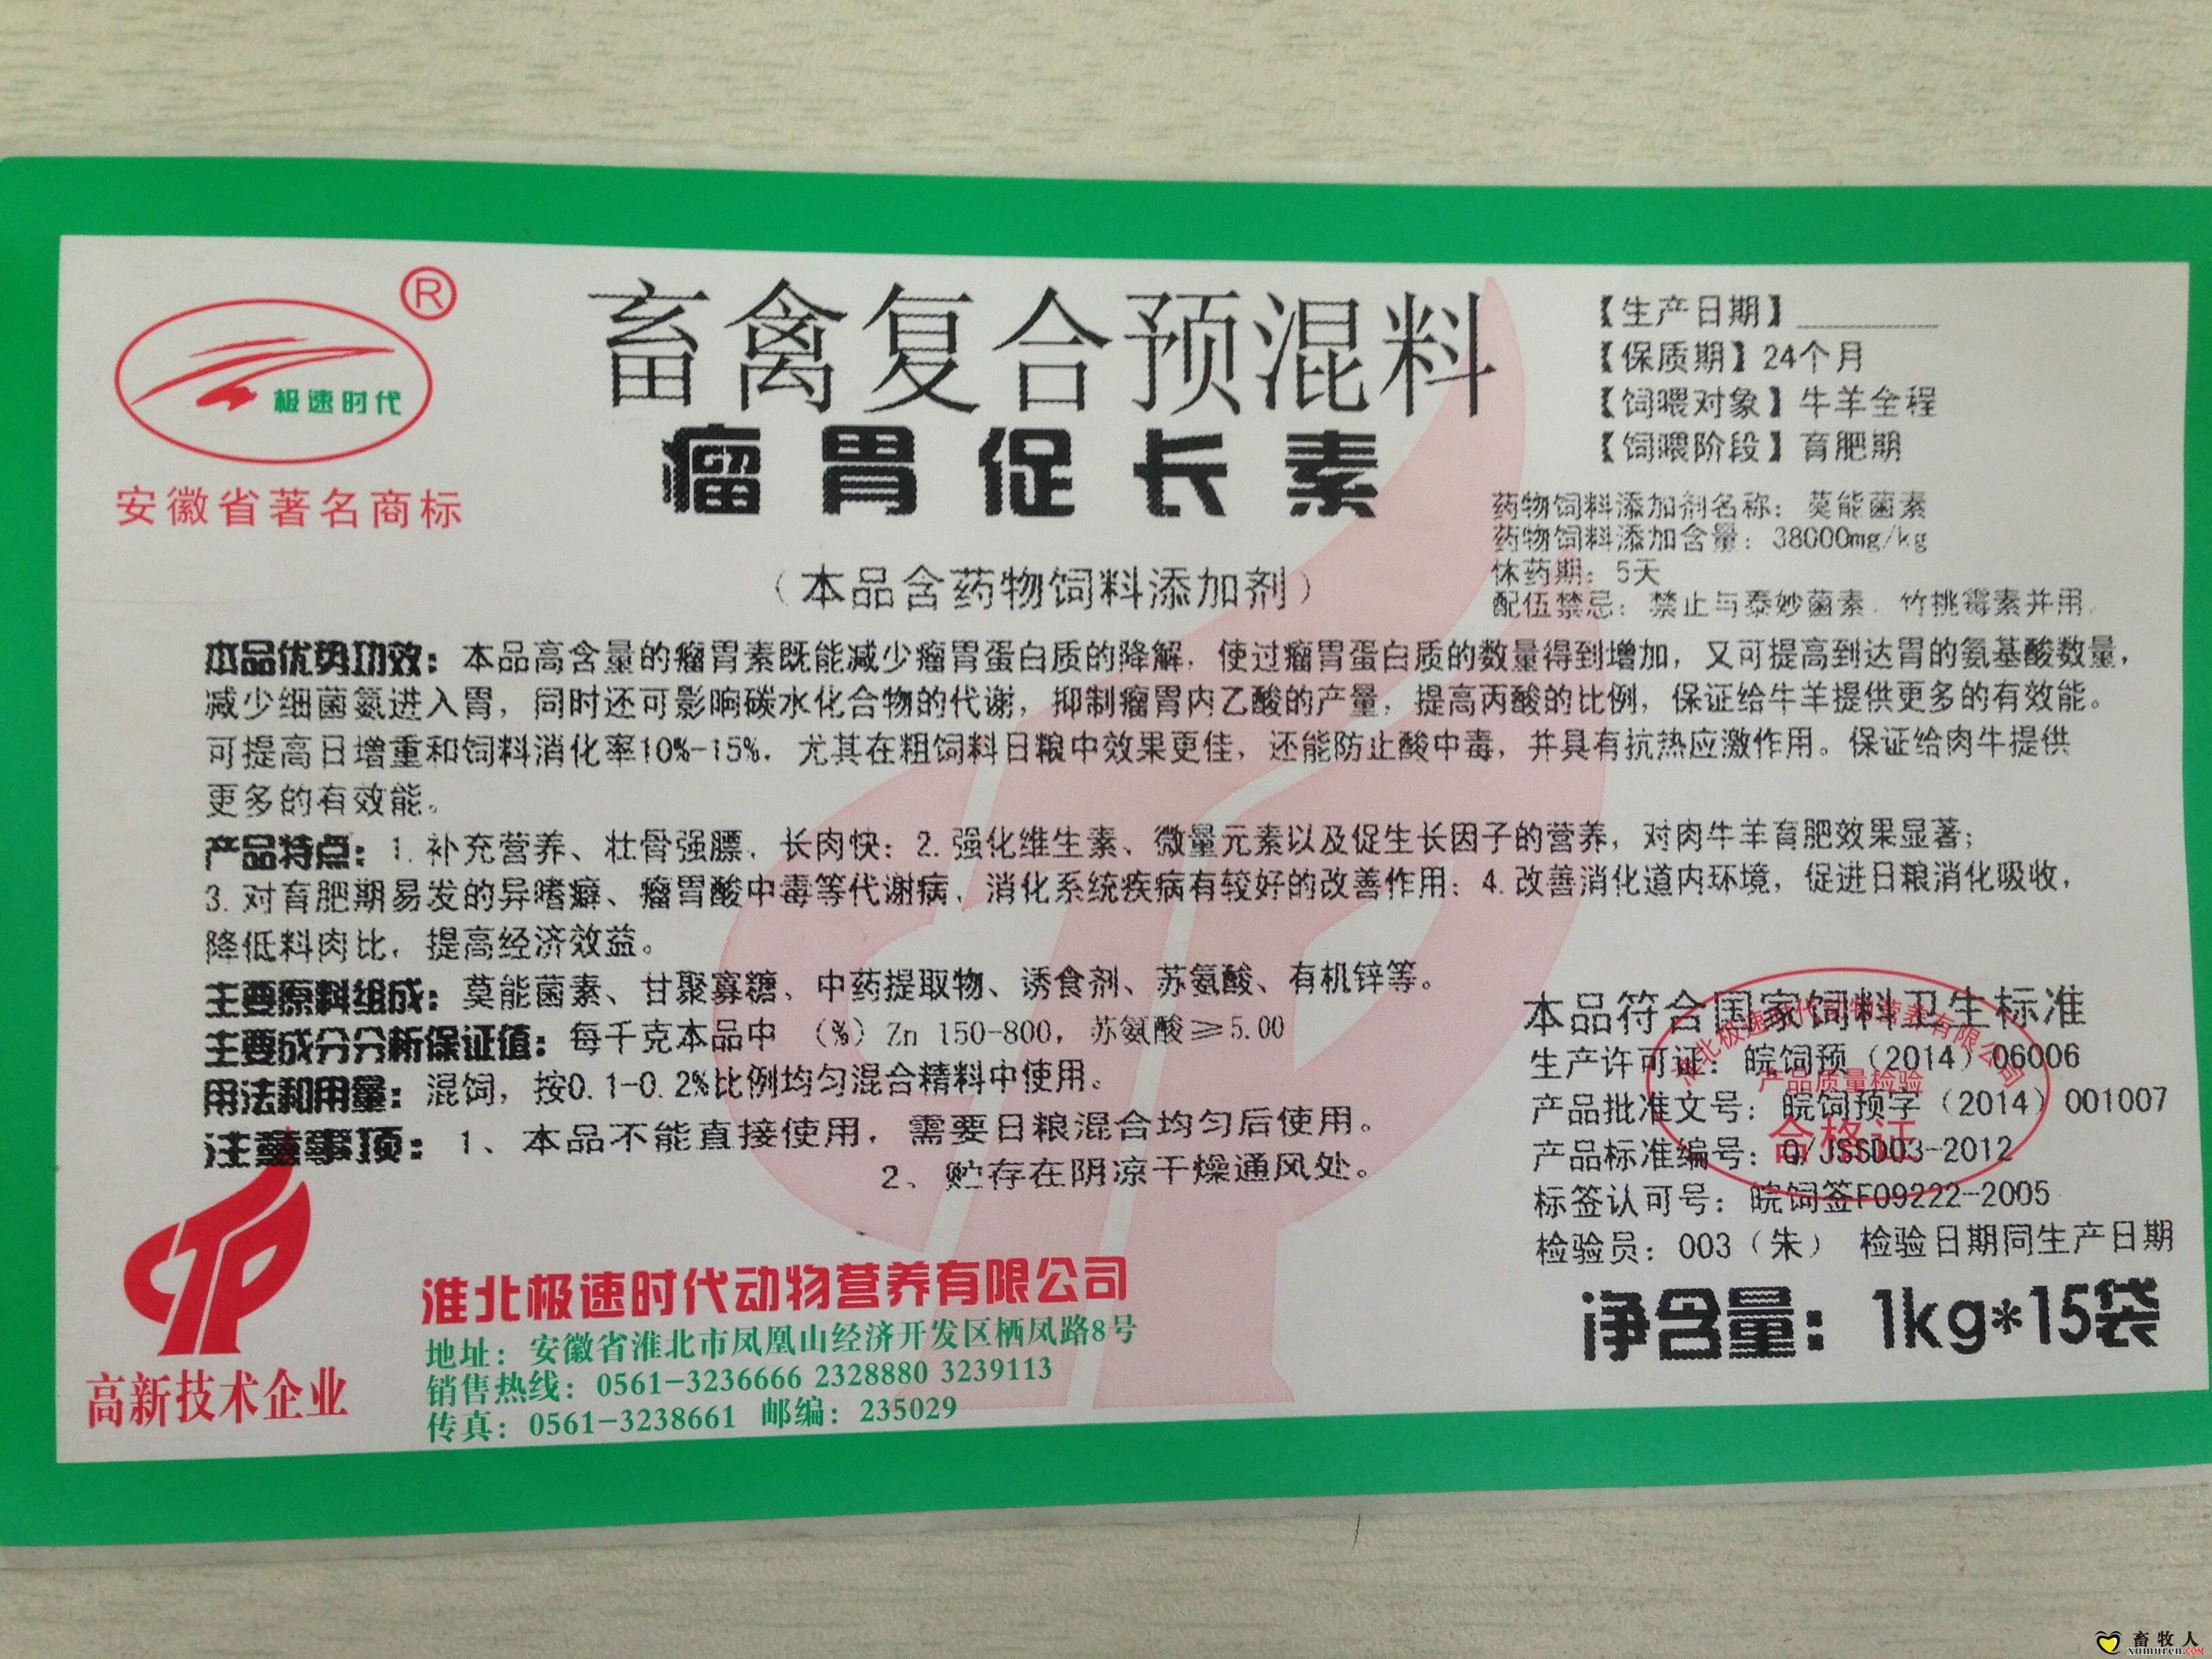 ®
极速时代
安徽省著名商标
畜禽复合预混料
瘤胃促长素
（本品含药物饲料添加剂）
【生产日期】
【保质期】24个月
【饲喂对象】牛羊全程
【饲喂阶段】育肥期
药物饲料添加剂名称：莫能菌素
药物饲料添加含量：38000mg/kg
休药期：5天
配伍禁忌：禁止与泰妙菌素、竹桃霉素并用。
本品优势功效：本品高含量的瘤胃素既能减少瘤胃蛋白质的降解，使过瘤胃蛋白质的数量得到增加，又可提高到达胃的氨基酸数量，
减少细菌氮进入胃，同时还可影响碳水化合物的代谢，抑制瘤胃内乙酸的产量，提高丙酸的比例，保证给牛羊提供更多的有效能。
可提高日增重和饲料消化率10%-15%．尤其在粗饲料日粮中效果更佳，还能防止酸中毒，并具有抗热应激作用。保证给肉牛提供
更多的有效能。
产品特点：1.补充营养、壮骨强膘、长肉快；2.强化维生素、微量元素以及促生长因子的营养，对肉牛羊育肥效果显著；
3.对育肥期易发的异嗜癖、瘤胃酸中毒等代谢病、消化系统疾病有较好的改善作用；4.改善消化道内环境，促进日粮消化吸收，
降低料肉比，提高经济效益。
主要原料组成：莫能菌素、甘聚寡糖、中药提取物、诱食剂、苏氨酸、有机锌等。
主要成分分析保证值：每千克本品中（%）Zn 150-800，苏氨酸≥5.00
用法和用量：混饲，按0.1-0.2%比例均匀混合精料中使用。
注意事项：1、本品不能直接使用，需要日粮混合均匀后使用。
2、贮存在阴凉干燥通风处。
本品符合国家饲料卫生标准
生产许可证：皖饲预（2014）06006
产品批准文号：皖饲预字（2014）001007
产品标准编号：Q/JSSD03-2012
标签认可号：皖饲签F09222-2005
检验员：003（朱） 检验日期同生产日期
淮北极速时代动物营养有限公司
产品质量检验
合格证
净含量：1kg*15袋
高新技术企业
淮北极速时代动物营养有限公司
地址：安徽省淮北市凤凰山经济开发区栖凤路8号
销售热线：0561-3236666 2328880 3239113
传真：0561-3238661 邮编：235029
畜牧人
xumuren.com